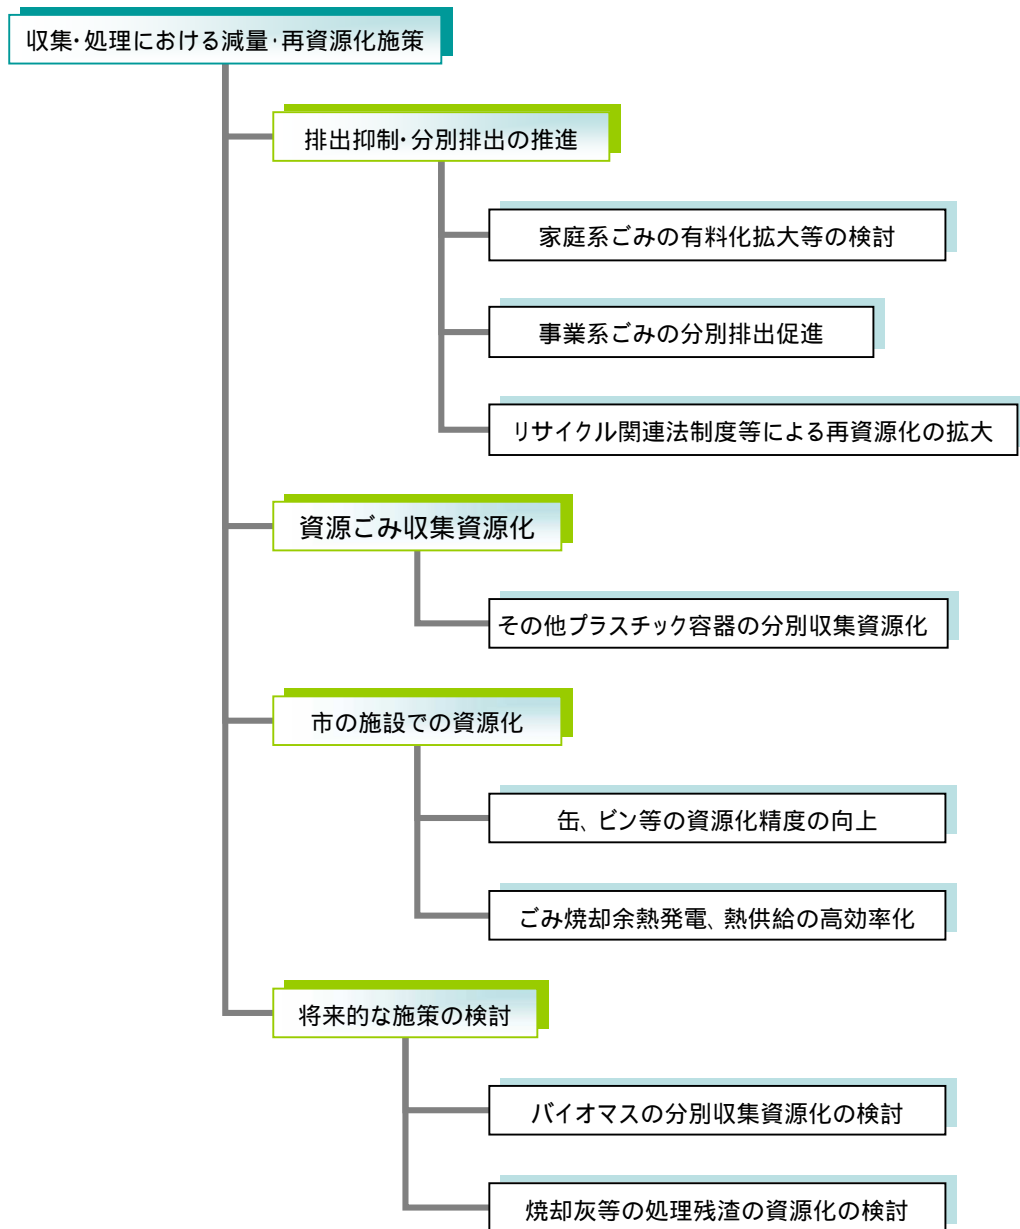 収集・処理における減量・再資源化施策
排出抑制・分別排出の推進
家庭系ごみの有料化拡大等の検討
事業系ごみの分別排出促進
リサイクル関連法制度等による再資源化の拡大
資源ごみ収集資源化
その他プラスチック容器の分別収集資源化
市の施設での資源化
缶、ビン等の資源化精度の向上
ごみ焼却余熱発電、熱供給の高効率化
将来的な施策の検討
バイオマスの分別収集資源化の検討
焼却灰等の処理残渣の資源化の検討